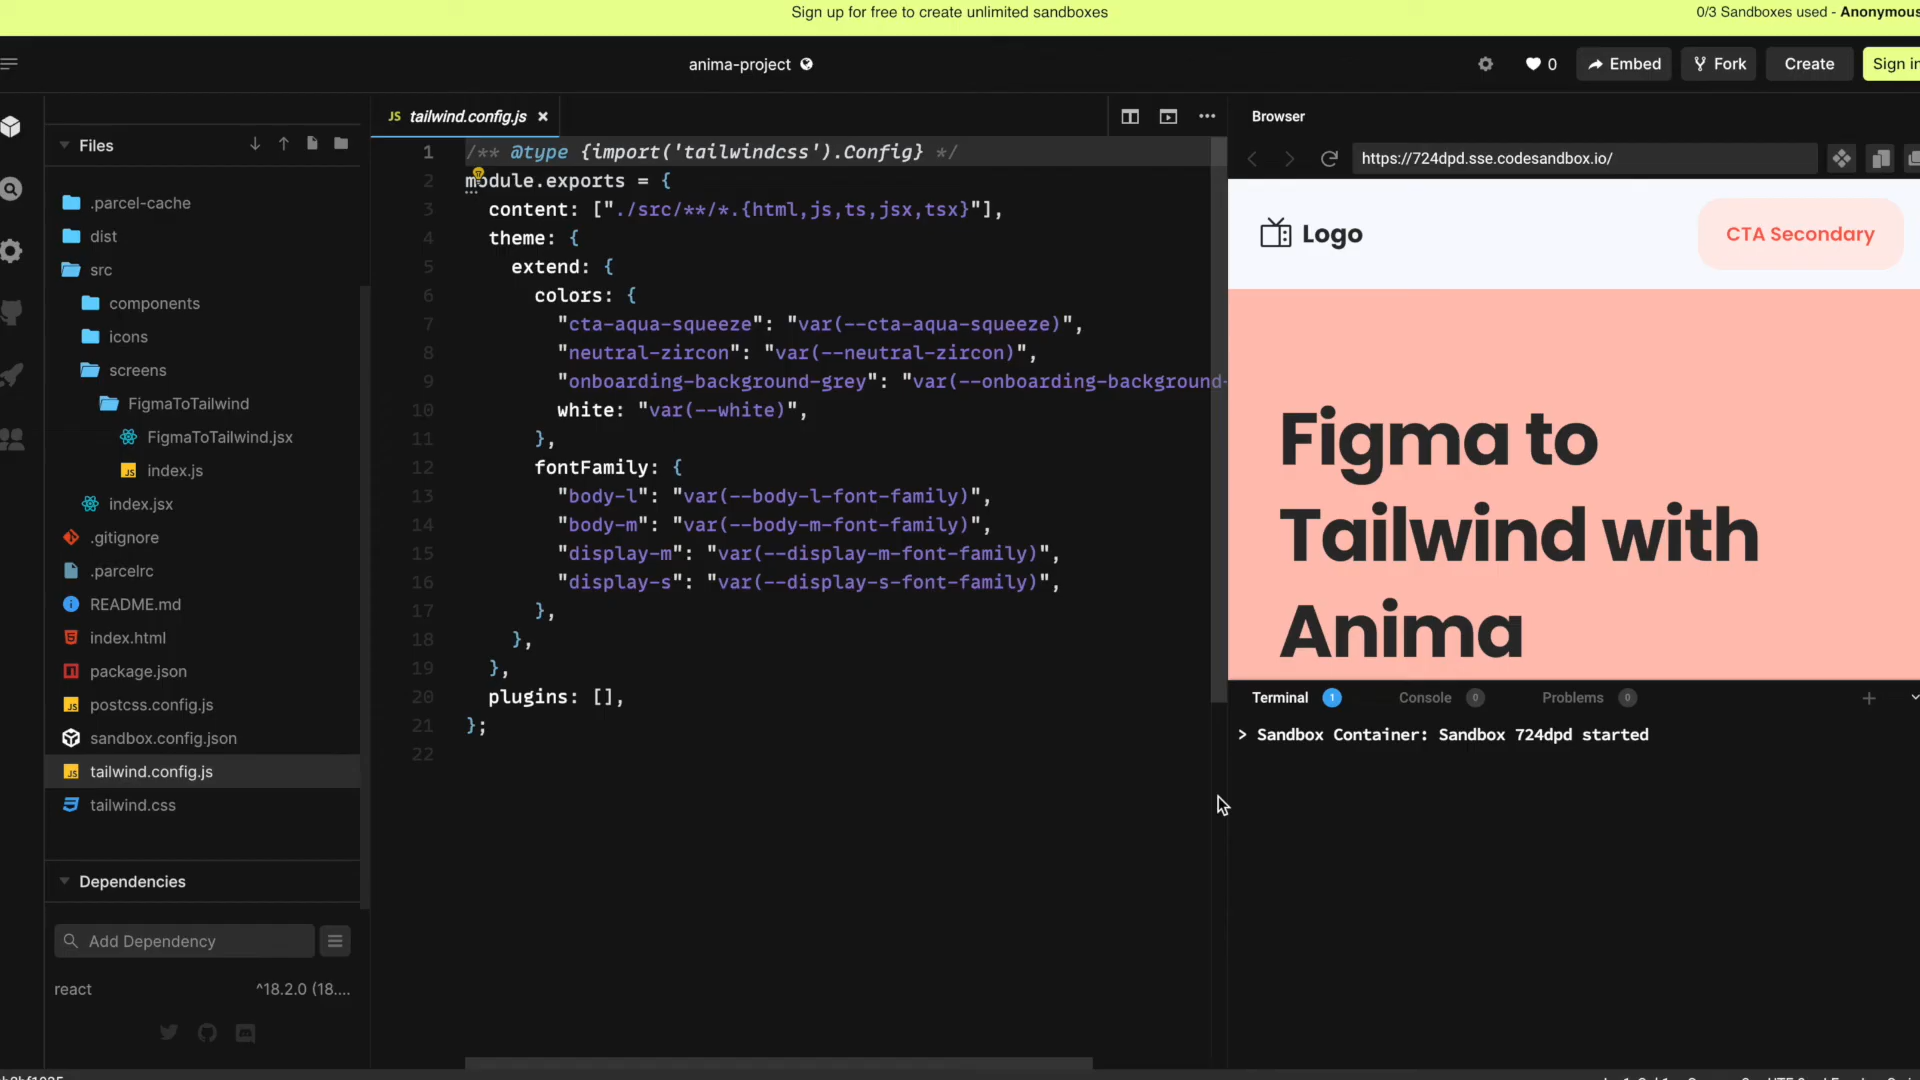 Sign up for free to create unlimited sandboxes
0/3 Sandboxes used - Anonymous
anima-project
0
Embed
Fork
Create
Sign in
Files
.parcel-cache
dist
src
components
icons
screens
FigmaToTailwind
FigmaToTailwind.jsx
index.js
index.jsx
.gitignore
.parcelrc
README.md
index.html
package.json
postcss.config.js
sandbox.config.json
tailwind.config.js
tailwind.css
Dependencies
Add Dependency
react ^18.2.0 (18....
JS tailwind.config.js
1 /** @type {import('tailwindcss').Config} */
2 module.exports = {
3 content: ["./src/**/*.{html,js,ts,jsx,tsx}"],
4 theme: {
5 extend: {
6 colors: {
7 "cta-aqua-squeeze": "var(--cta-aqua-squeeze)",
8 "neutral-zircon": "var(--neutral-zircon)",
9 "onboarding-background-grey": "var(--onboarding-background-
10 white: "var(--white)",
11 },
12 fontFamily: {
13 "body-l": "var(--body-l-font-family)",
14 "body-m": "var(--body-m-font-family)",
15 "display-m": "var(--display-m-font-family)",
16 "display-s": "var(--display-s-font-family)",
17 },
18 },
19 },
20 plugins: [],
21 };
22
Browser
https://724dpd.sse.codesandbox.io/
Logo
CTA Secondary
Figma to
Tailwind with
Anima
Terminal 1 Console 0 Problems 0
> Sandbox Container: Sandbox 724dpd started